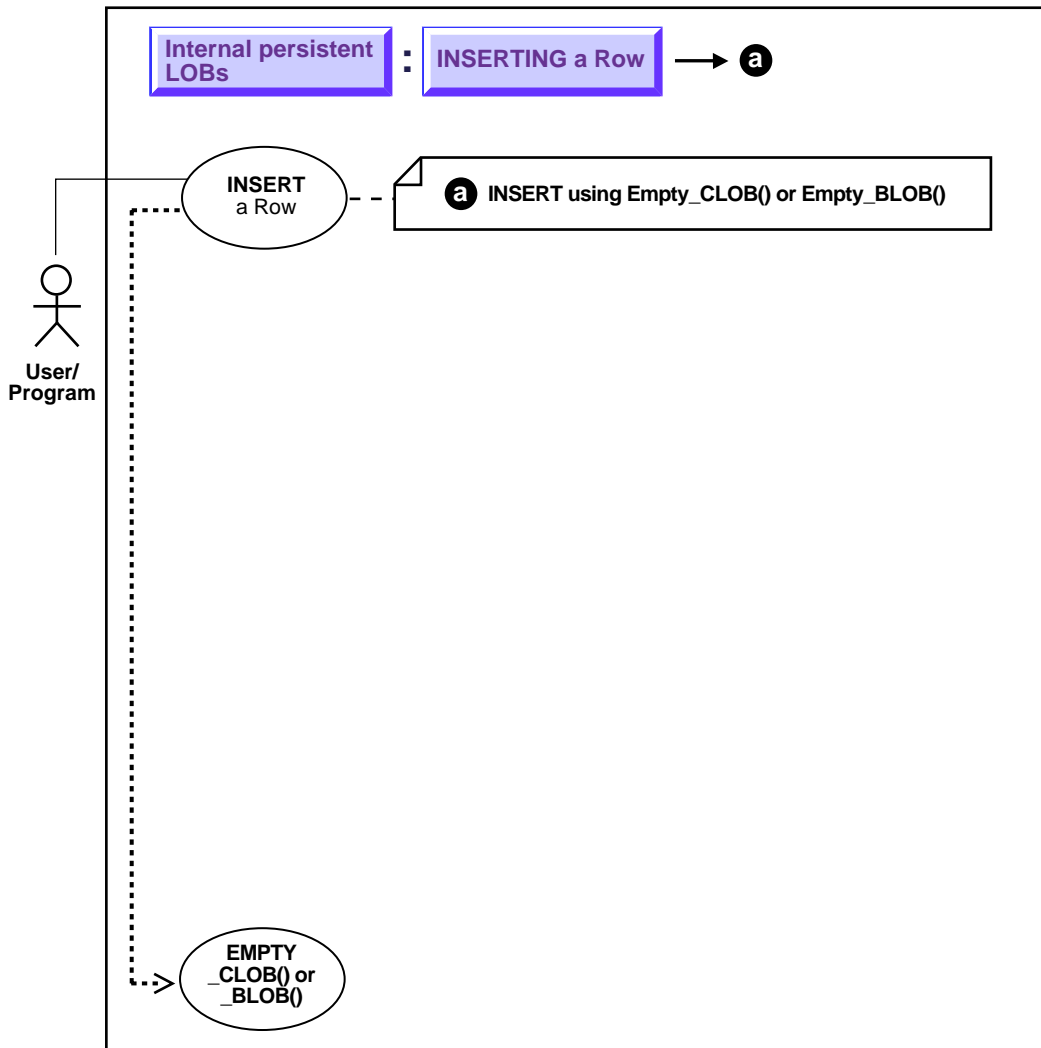 Internal persistent
LOBs
:
INSERTING a Row
a
INSERT
a Row
a INSERT using Empty_CLOB() or Empty_BLOB()
User/
Program
EMPTY
_CLOB() or
_BLOB()